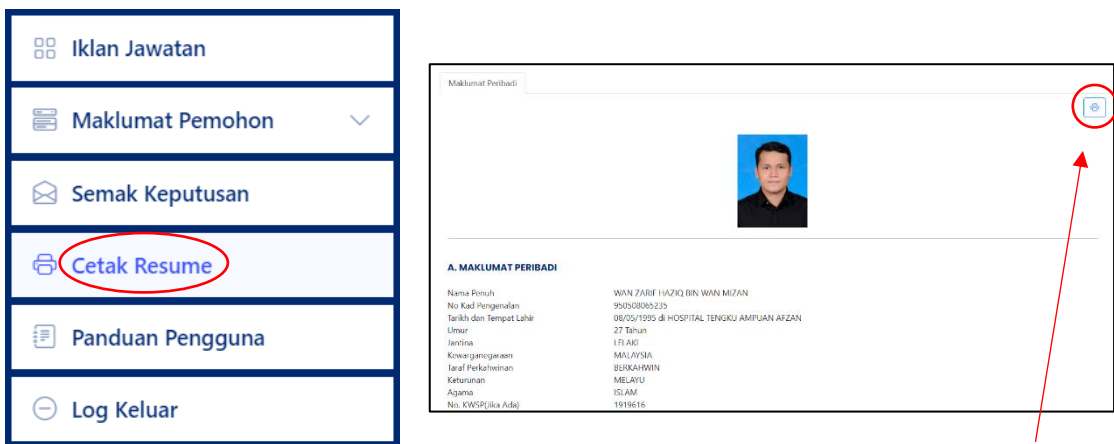 Iklan Jawatan
Maklumat Pemohon
Semak Keputusan
Cetak Resume
Panduan Pengguna
Log Keluar
Maklumat Peribadi
A. MAKLUMAT PERIBADI
Nama Penuh WAN ZARIF HAZIQ BIN WAN MIZAN
No Kad Pengenalan 950508065235
Tarikh dan Tempat Lahir 08/05/1995 di HOSPITAL TENGKU AMPUAN AFZAN
Umur 27 Tahun
Jantina LELAKI
Kewarganegaraan MALAYSIA
Taraf Perkahwinan BERKAHWIN
Keturunan MELAYU
Agama ISLAM
No. KWSP(Jika Ada) 1919616